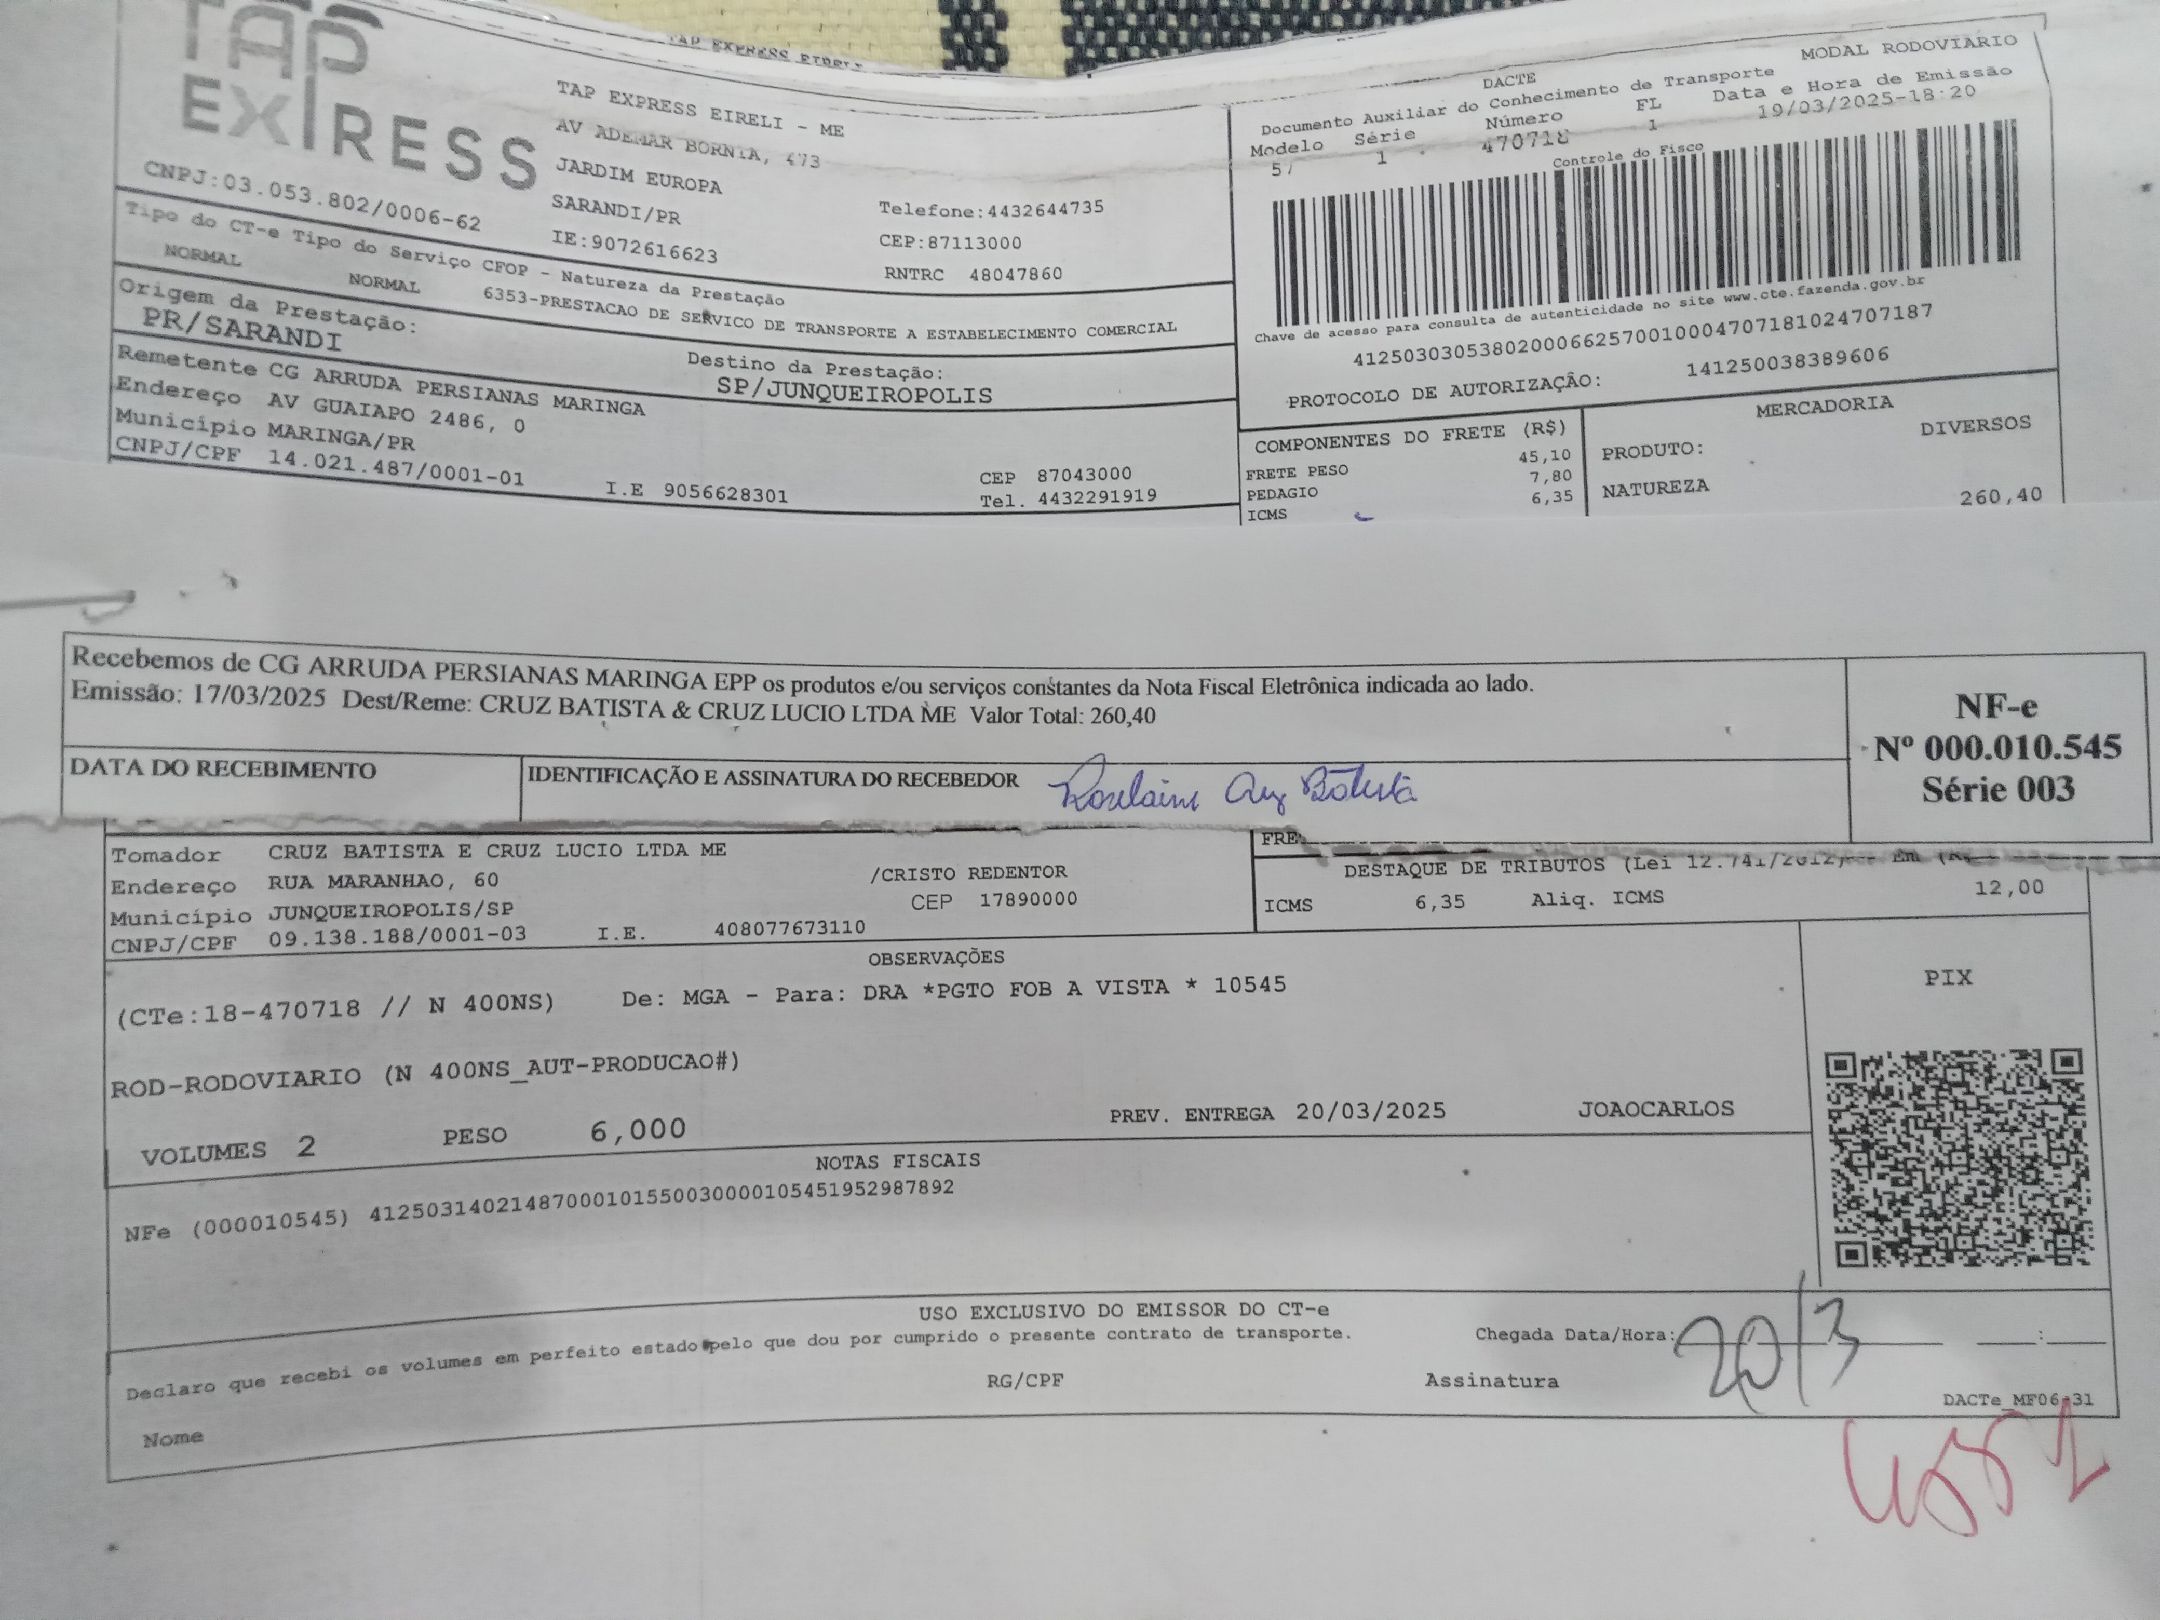 TAP EXPRESS EIRELI
TAP
EXPRESS
CNPJ:03.053.802/0006-62
TAP EXPRESS EIRELI - ME
AV ADEMAR BORNIA, 473
JARDIM EUROPA
SARANDI/PR
IE:9072616623
Telefone:4432644735
CEP:87113000
RNTRC 48047860
Tipo do CT-e Tipo do Serviço CFOP - Natureza da Prestação
NORMAL NORMAL 6353-PRESTACAO DE SERVICO DE TRANSPORTE A ESTABELECIMENTO COMERCIAL
Origem da Prestação:
PR/SARANDI
Destino da Prestação:
SP/JUNQUEIROPOLIS
Remetente CG ARRUDA PERSIANAS MARINGA
Endereço AV GUAIAPO 2486, 0
Município MARINGA/PR
CEP 87043000
CNPJ/CPF 14.021.487/0001-01 I.E 9056628301 Tel. 4432291919
DACTE MODAL RODOVIARIO
Documento Auxiliar do Conhecimento de Transporte
Modelo Série Número FL Data e Hora de Emissão
57 1 470718 1 19/03/2025-18:20
Controle do Fisco
Chave de acesso para consulta de autenticidade no site www.cte.fazenda.gov.br
41250303053802000662570010004707181024707187
PROTOCOLO DE AUTORIZAÇÃO: 141250038389606
COMPONENTES DO FRETE (R$)
FRETE PESO 45,10
PEDAGIO 7,80
ICMS 6,35
MERCADORIA
PRODUTO: DIVERSOS
NATUREZA
260,40
Recebemos de CG ARRUDA PERSIANAS MARINGA EPP os produtos e/ou serviços constantes da Nota Fiscal Eletrônica indicada ao lado.
Emissão: 17/03/2025 Dest/Reme: CRUZ BATISTA & CRUZ LUCIO LTDA ME Valor Total: 260,40
DATA DO RECEBIMENTO
IDENTIFICAÇÃO E ASSINATURA DO RECEBEDOR
Cruz Batista
NF-e
Nº 000.010.545
Série 003
Tomador CRUZ BATISTA E CRUZ LUCIO LTDA ME
Endereço RUA MARANHAO, 60 /CRISTO REDENTOR
Município JUNQUEIROPOLIS/SP CEP 17890000
CNPJ/CPF 09.138.188/0001-03 I.E. 408077673110
FRE
DESTAQUE DE TRIBUTOS (Lei 12.741/2012)
ICMS 6,35 Aliq. ICMS 12,00
OBSERVAÇÕES
(CTe:18-470718 // N 400NS) De: MGA - Para: DRA *PGTO FOB A VISTA * 10545
ROD-RODOVIARIO (N 400NS_AUT-PRODUCAO#)
VOLUMES 2 PESO 6,000 PREV. ENTREGA 20/03/2025 JOAOCARLOS
PIX
NOTAS FISCAIS
NFe (000010545) 41250314021487000101550030000105451952987892
USO EXCLUSIVO DO EMISSOR DO CT-e
Declaro que recebi os volumes em perfeito estado pelo que dou por cumprido o presente contrato de transporte.
Chegada Data/Hora: 20/3 :
Nome RG/CPF Assinatura
DACTe_MF06-31